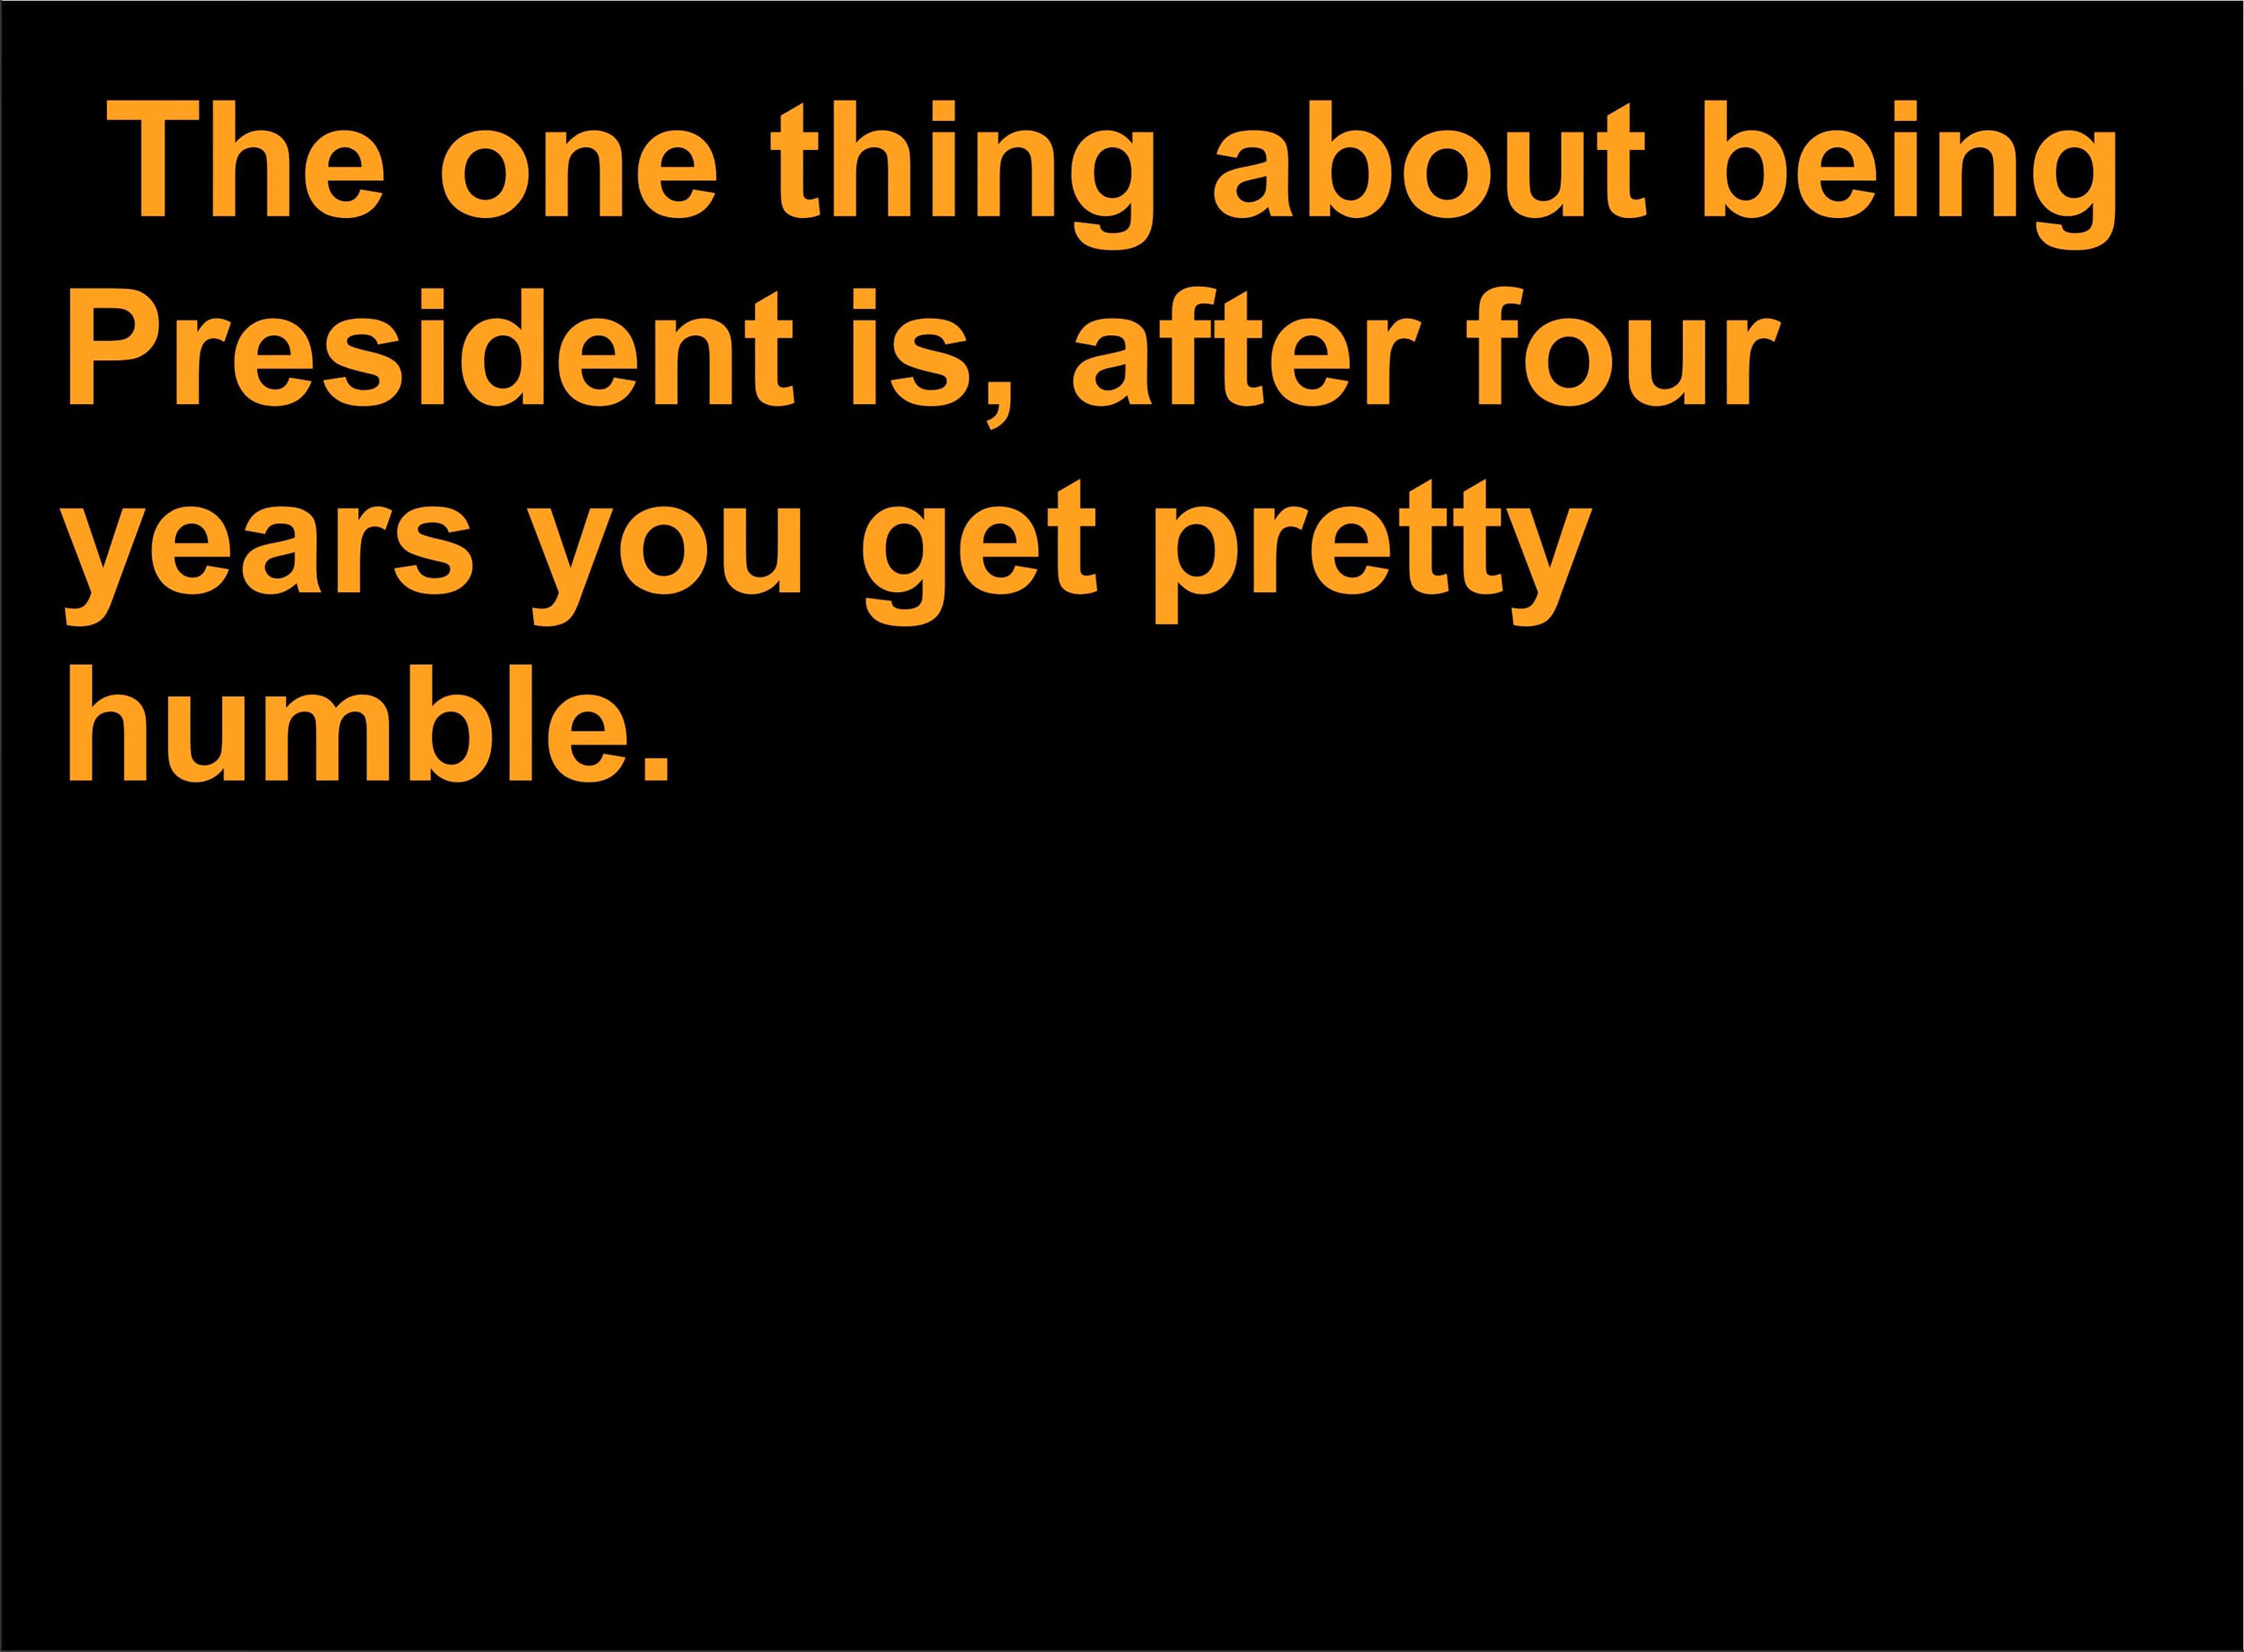 The one thing about being
President is, after four
years you get pretty
humble.